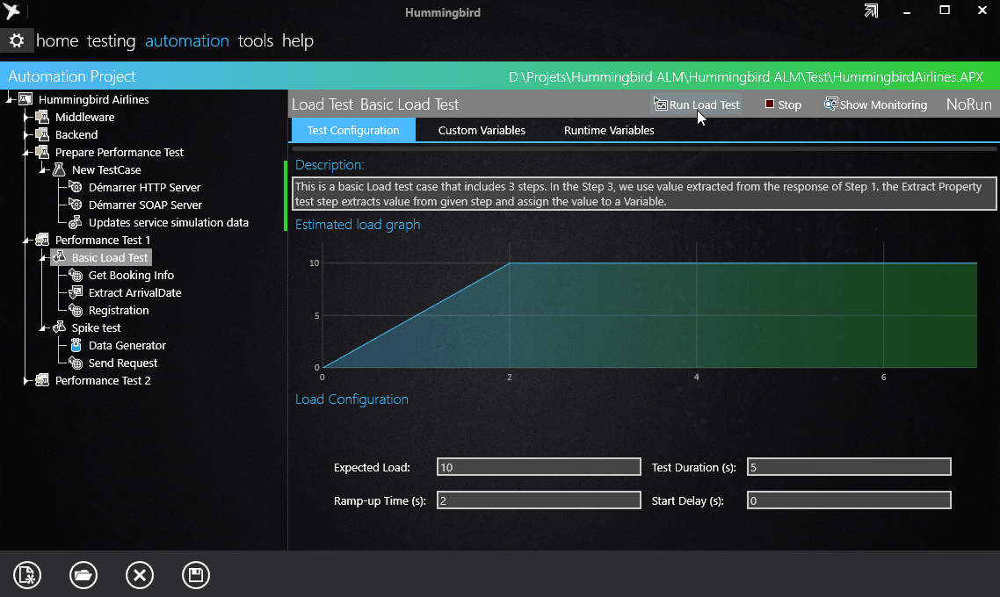 Hummingbird
home testing automation tools help
Automation Project D:\Projets\Hummingbird ALM\Hummingbird ALM\Test\HummingbirdAirlines.APX
Hummingbird Airlines
Middleware
Backend
Prepare Performance Test
New TestCase
Démarrer HTTP Server
Démarrer SOAP Server
Updates service simulation data
Performance Test 1
Basic Load Test
Get Booking Info
Extract ArrivalDate
Registration
Spike test
Data Generator
Send Request
Performance Test 2
Load Test Basic Load Test Run Load Test Stop Show Monitoring NoRun
Test Configuration Custom Variables Runtime Variables
Description:
This is a basic Load test case that includes 3 steps. In the Step 3, we use value extracted from the response of Step 1. the Extract Property
test step extracts value from given step and assign the value to a Variable.
Estimated load graph
10
5
0
0 2 4 6
Load Configuration
Expected Load: 10 Test Duration (s): 5
Ramp-up Time (s): 2 Start Delay (s): 0